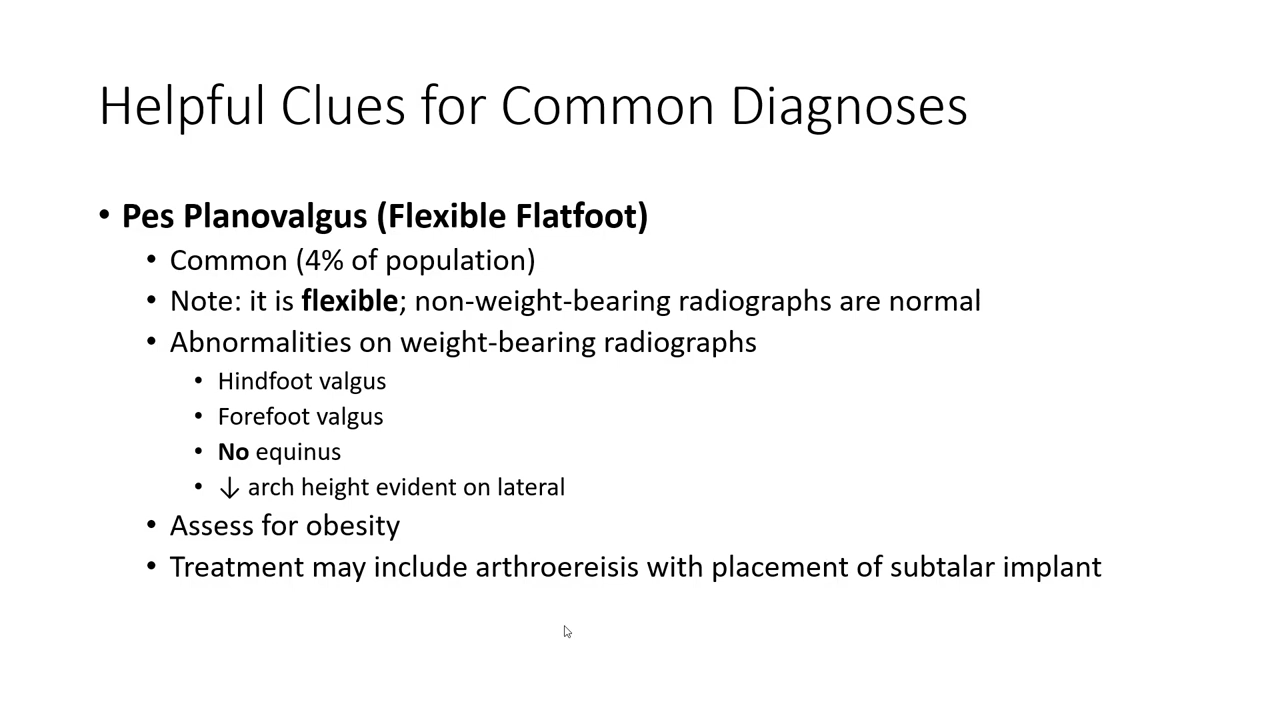 Helpful Clues for Common Diagnoses
• Pes Planovalgus (Flexible Flatfoot)
• Common (4% of population)
• Note: it is flexible; non-weight-bearing radiographs are normal
• Abnormalities on weight-bearing radiographs
• Hindfoot valgus
• Forefoot valgus
• No equinus
• ↓ arch height evident on lateral
• Assess for obesity
• Treatment may include arthroereisis with placement of subtalar implant